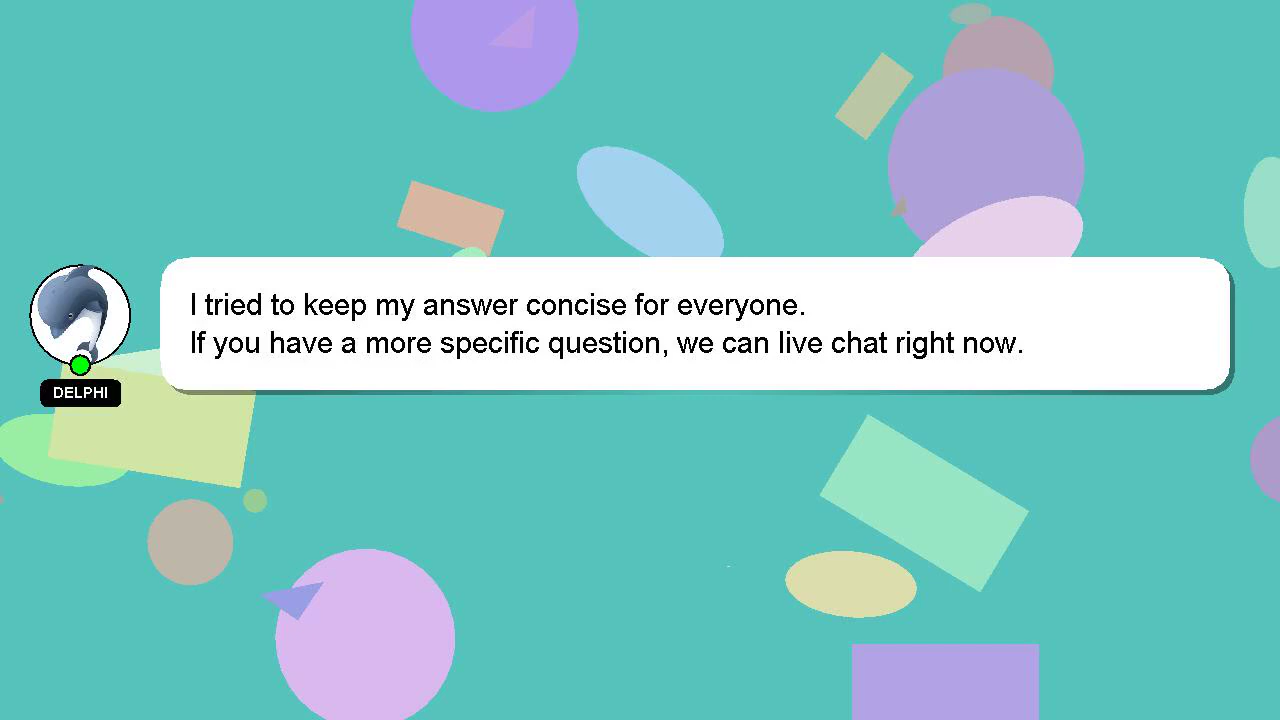 I tried to keep my answer concise for everyone.
If you have a more specific question, we can live chat right now.
DELPHI